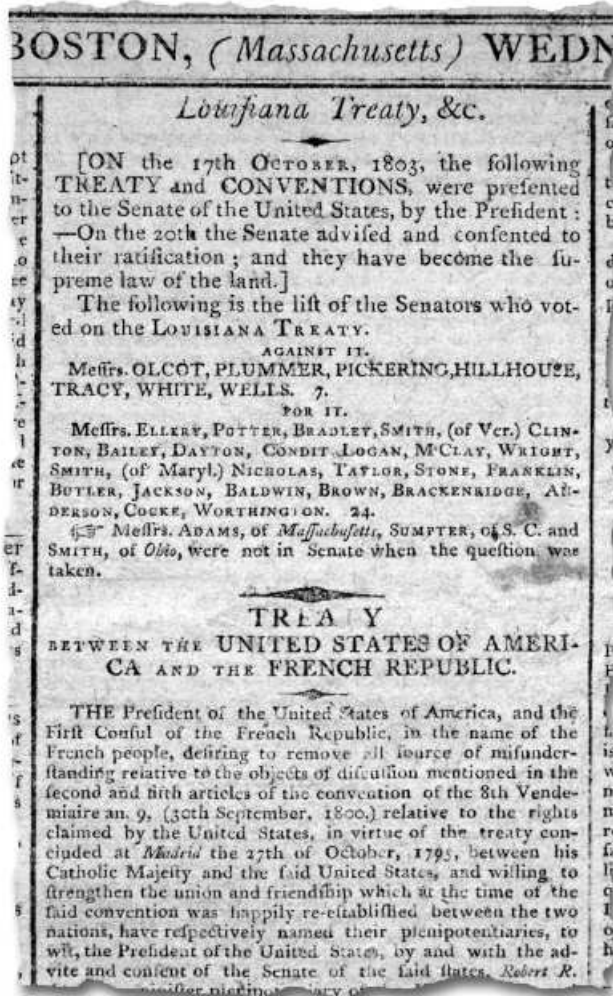 BOSTON, (Massachusetts) WEDN
Louiſiana Treaty, &c.
[ON the 17th OCTOBER, 1803, the following
TREATY and CONVENTIONS, were preſented
to the Senate of the United States, by the Preſident :
—On the 20th the Senate adviſed and conſented to
their ratification ; and they have become the ſu-
preme law of the land.]
The following is the liſt of the Senators who vot-
ed on the LOUISIANA TREATY.
AGAINST IT.
Meſſrs. OLCOT, PLUMMER, PICKERING, HILLHOUSE,
TRACY, WHITE, WELLS. 7.
FOR IT.
Meſſrs. ELLERY, POTTER, BRADLEY, SMITH, (of Ver.) CLIN-
TON, BAILEY, DAYTON, CONDIT LOGAN, M'CLAY, WRIGHT,
SMITH, (of Maryl.) NICHOLAS, TAYLOR, STONE, FRANKLIN,
BUTLER, JACKSON, BALDWIN, BROWN, BRACKENRIDGE, AN-
DERSON, COCKE, WORTHINGTON. 24.
☞ Meſſrs. ADAMS, of Maſſachuſetts, SUMPTER, of S. C. and
SMITH, of Ohio, were not in Senate when the queſtion was
taken.
TREATY
BETWEEN THE UNITED STATES OF AMERI-
CA AND THE FRENCH REPUBLIC.
THE Preſident of the United States of America, and the
Firſt Conſul of the French Republic, in the name of the
French people, deſiring to remove all ſource of miſunder-
ſtanding relative to the objects of diſcuſſion mentioned in the
ſecond and fifth articles of the convention of the 8th Vende-
miaire an. 9, (30th September, 1800,) relative to the rights
claimed by the United States, in virtue of the treaty con-
cluded at Madrid the 27th of October, 1795, between his
Catholic Majeſty and the ſaid United States, and willing to
ſtrengthen the union and friendſhip which at the time of the
ſaid convention was happily re-eſtabliſhed between the two
nations, have reſpectively named their plenipotentiaries, to
wit, the Preſident of the United States, by and with the ad-
vite and conſent of the Senate of the ſaid ſtates, Robert R.